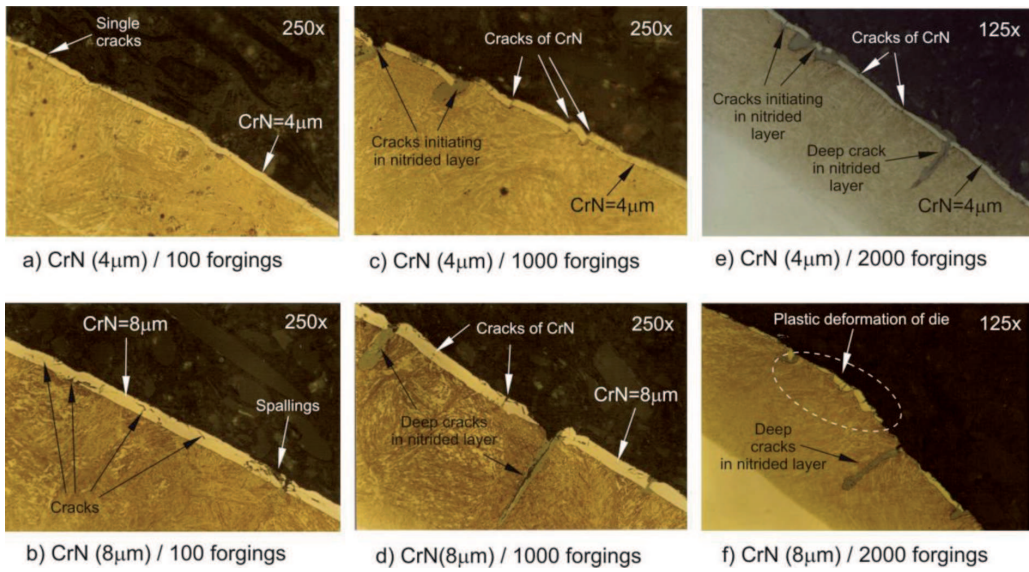 Single
cracks
250x
CrN=4μm
a) CrN (4μm) / 100 forgings
250x
Cracks of CrN
Cracks initiating
in nitrided layer
CrN=4μm
c) CrN (4μm) / 1000 forgings
125x
Cracks of CrN
Cracks initiating
in nitrided layer
Deep crack
in nitrided
layer
CrN=4μm
e) CrN (4μm) / 2000 forgings
CrN=8μm
250x
Spallings
Cracks
b) CrN (8μm) / 100 forgings
250x
Cracks of CrN
CrN=8μm
Deep cracks
in nitrided layer
d) CrN(8μm) / 1000 forgings
Plastic deformation of die
125x
Deep
cracks
in nitrided layer
f) CrN (8μm) / 2000 forgings